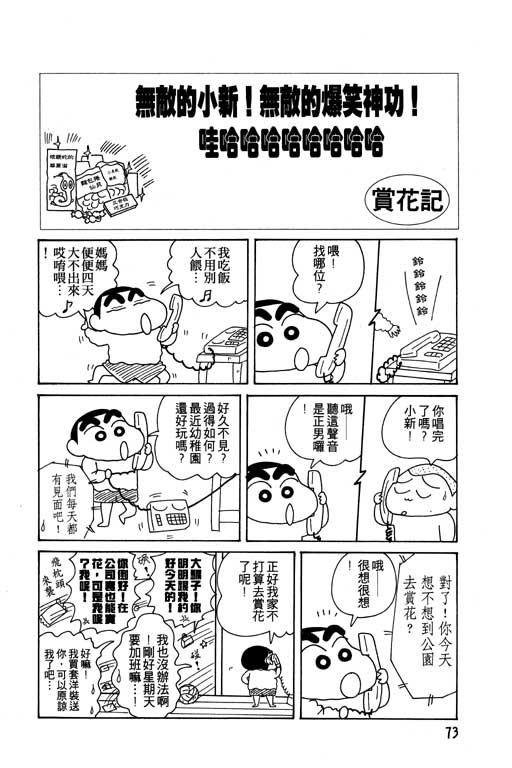 無敵的小新！無敵的爆笑神功！
哇哈哈哈哈哈哈哈哈
賞花記
鈴鈴鈴鈴鈴
喂！
找哪位？
我吃飯
不用別
人餵…♪
媽媽
便便四天
大不出來
哎唷喂…♪
！
你唱完
了嗎？
小新！
哦——
聽這聲音
是正男囉
！
好久不見？
過得如何？
最近幼稚園
還好玩嗎？
我們每天都
有見面吧！
對了！你今天
想不想到公園
去賞花？
哦——
很想很想
！
正好我家不
打算去賞花
了呢！
大騙子！你
明明跟我約
好今天的！
我也沒辦法啊
！剛好星期天
要加班嘛…！
你倒好！在
公司裏也能賞
花，可是我呢
？我呢！
好嘛！
我買套洋裝送
你，可以原諒
我了吧…
飛枕頭
來襲
73